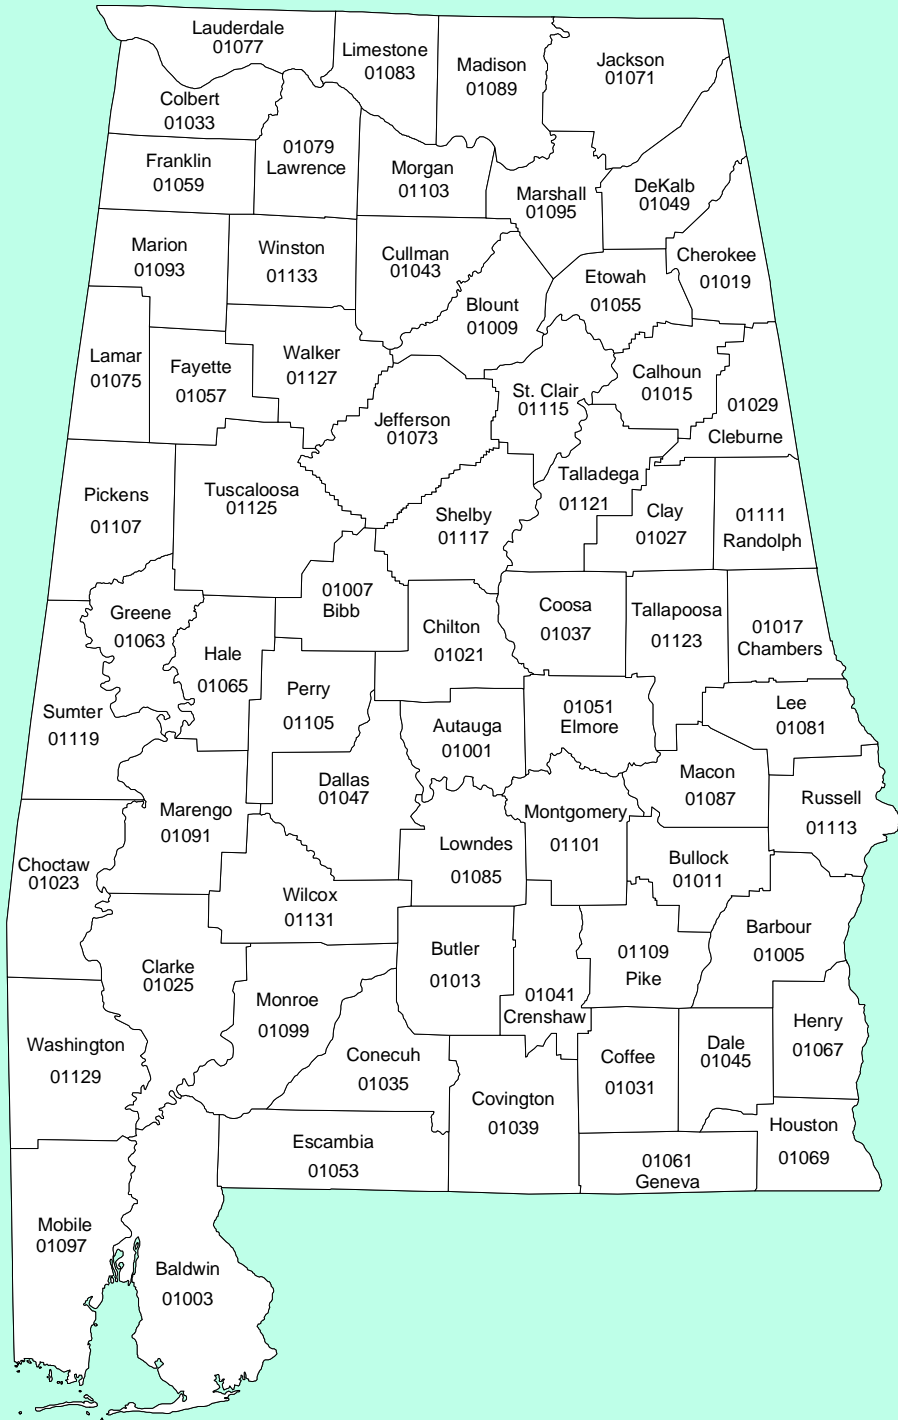 Lauderdale
01077
Limestone
01083
Madison
01089
Jackson
01071
Colbert
01033
01079
Lawrence
Franklin
01059
Morgan
01103
Marshall
01095
DeKalb
01049
Marion
01093
Winston
01133
Cullman
01043
Cherokee
01019
Etowah
01055
Blount
01009
Lamar
01075
Fayette
01057
Walker
01127
St. Clair
01115
Calhoun
01015
01029
Cleburne
Jefferson
01073
Pickens
01107
Tuscaloosa
01125
Shelby
01117
Talladega
01121
Clay
01027
01111
Randolph
Greene
01063
Hale
01065
01007
Bibb
Chilton
01021
Coosa
01037
Tallapoosa
01123
01017
Chambers
Sumter
01119
Perry
01105
Autauga
01001
01051
Elmore
Lee
01081
Marengo
01091
Dallas
01047
Macon
01087
Russell
01113
Montgomery
01101
Choctaw
01023
Lowndes
01085
Bullock
01011
Wilcox
01131
Barbour
01005
Clarke
01025
Butler
01013
01109
Pike
Monroe
01099
01041
Crenshaw
Henry
01067
Washington
01129
Conecuh
01035
Coffee
01031
Dale
01045
Covington
01039
Houston
01069
Escambia
01053
01061
Geneva
Mobile
01097
Baldwin
01003